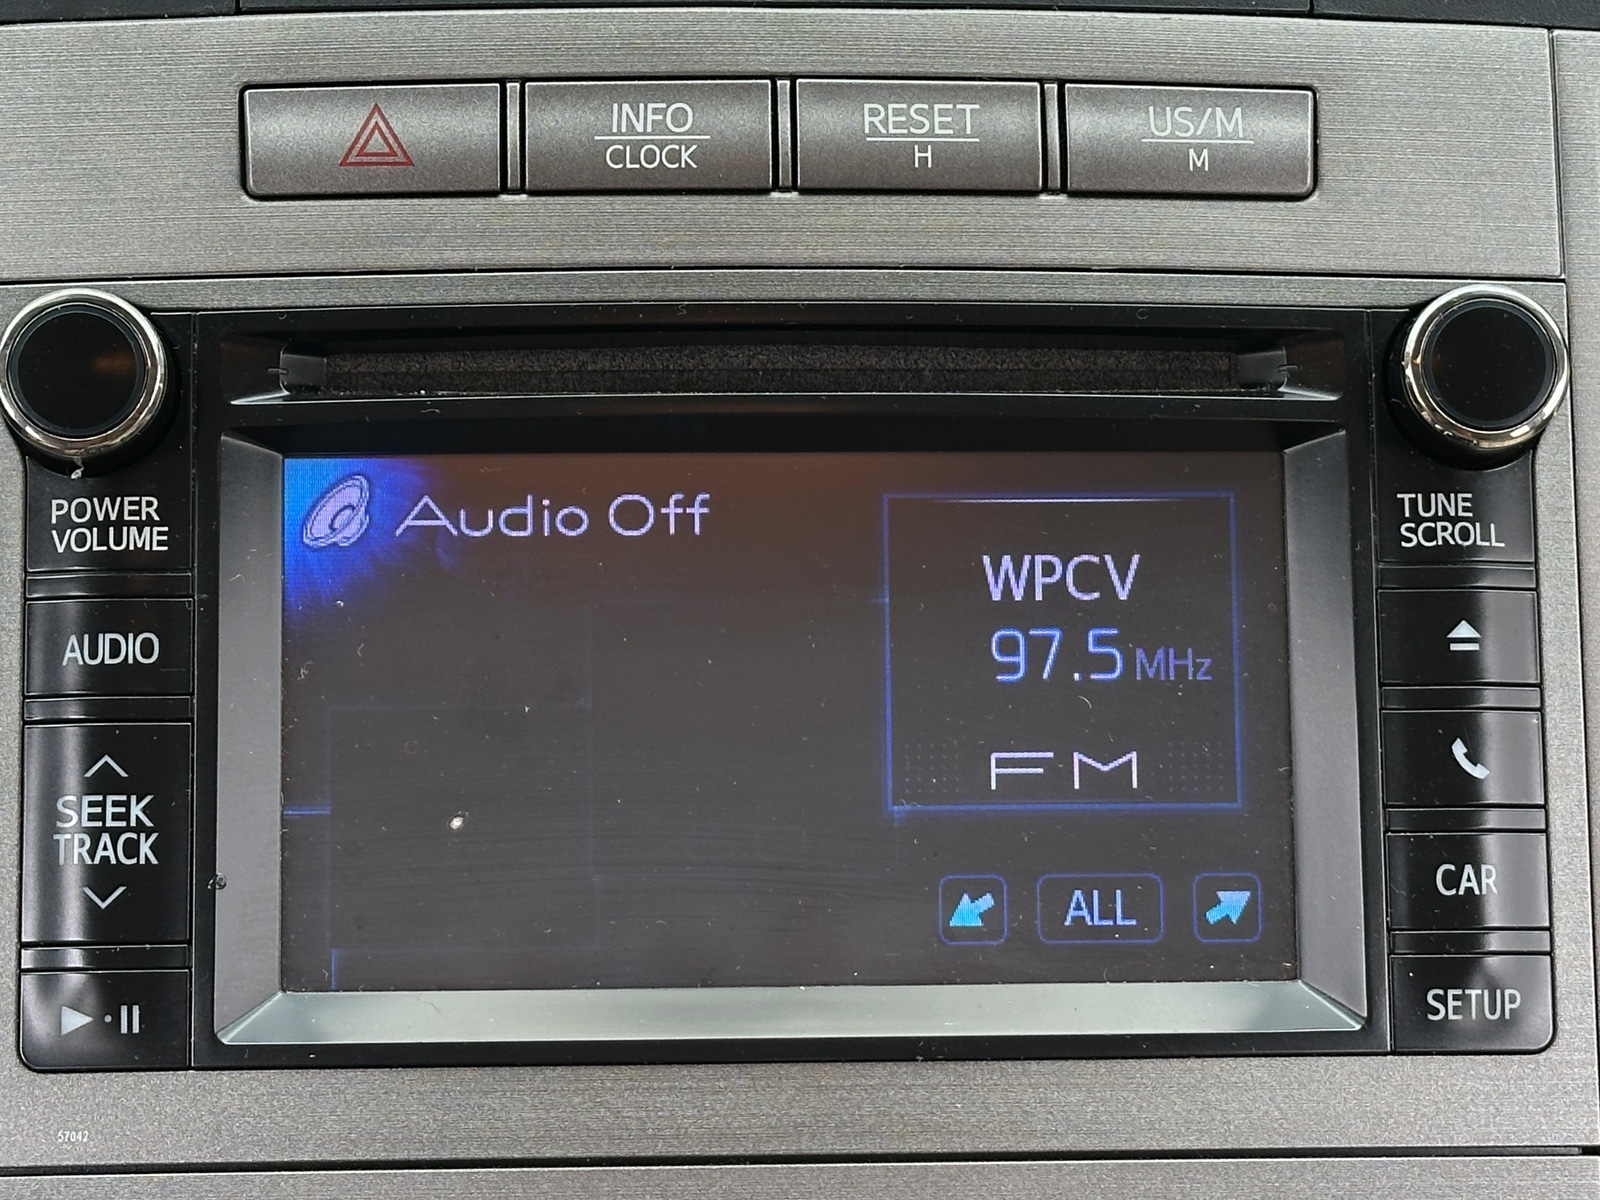 INFO
CLOCK
RESET
H
US/M
M
POWER
VOLUME
TUNE
SCROLL
Audio Off
WPCV
97.5 MHz
FM
AUDIO
SEEK
TRACK
ALL
CAR
SETUP
57042